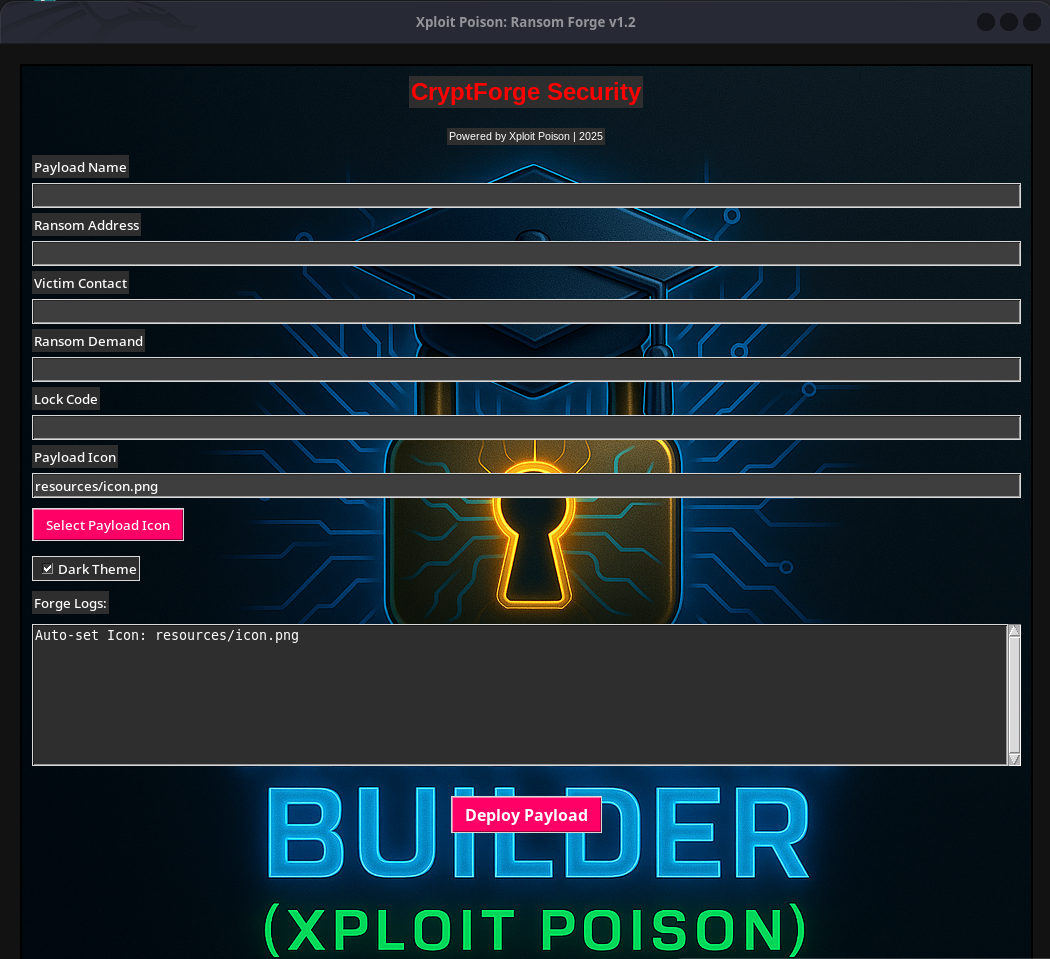 Xploit Poison: Ransom Forge v1.2
CryptForge Security
Powered by Xploit Poison | 2025
Payload Name
Ransom Address
Victim Contact
Ransom Demand
Lock Code
Payload Icon
resources/icon.png
Select Payload Icon
Dark Theme
Forge Logs:
Auto-set Icon: resources/icon.png
BUILDER
Deploy Payload
(XPLOIT POISON)